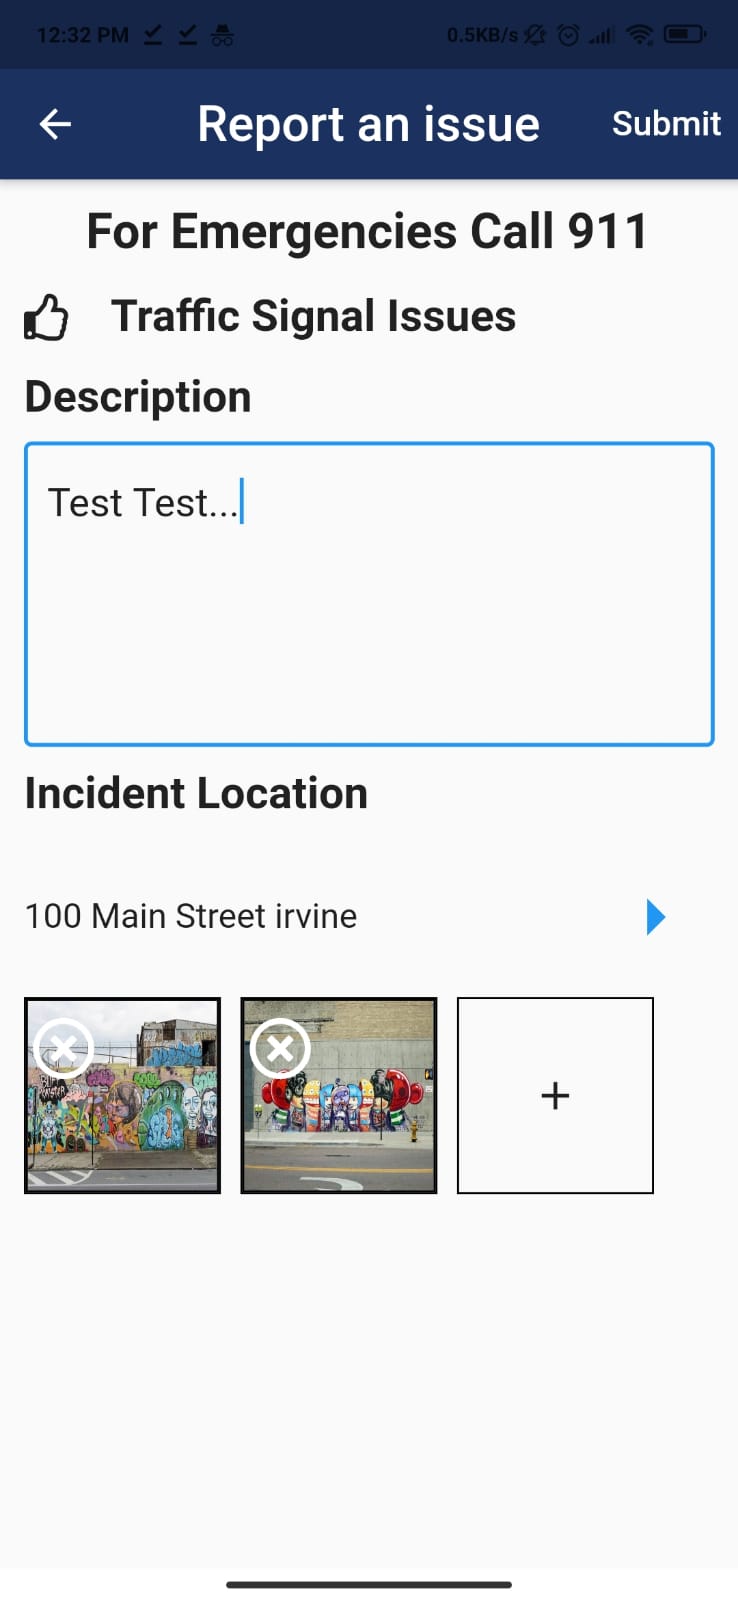 12:32 PM 0.5KB/s
Report an issue Submit
For Emergencies Call 911
Traffic Signal Issues
Description
Test Test...
Incident Location
100 Main Street irvine
+